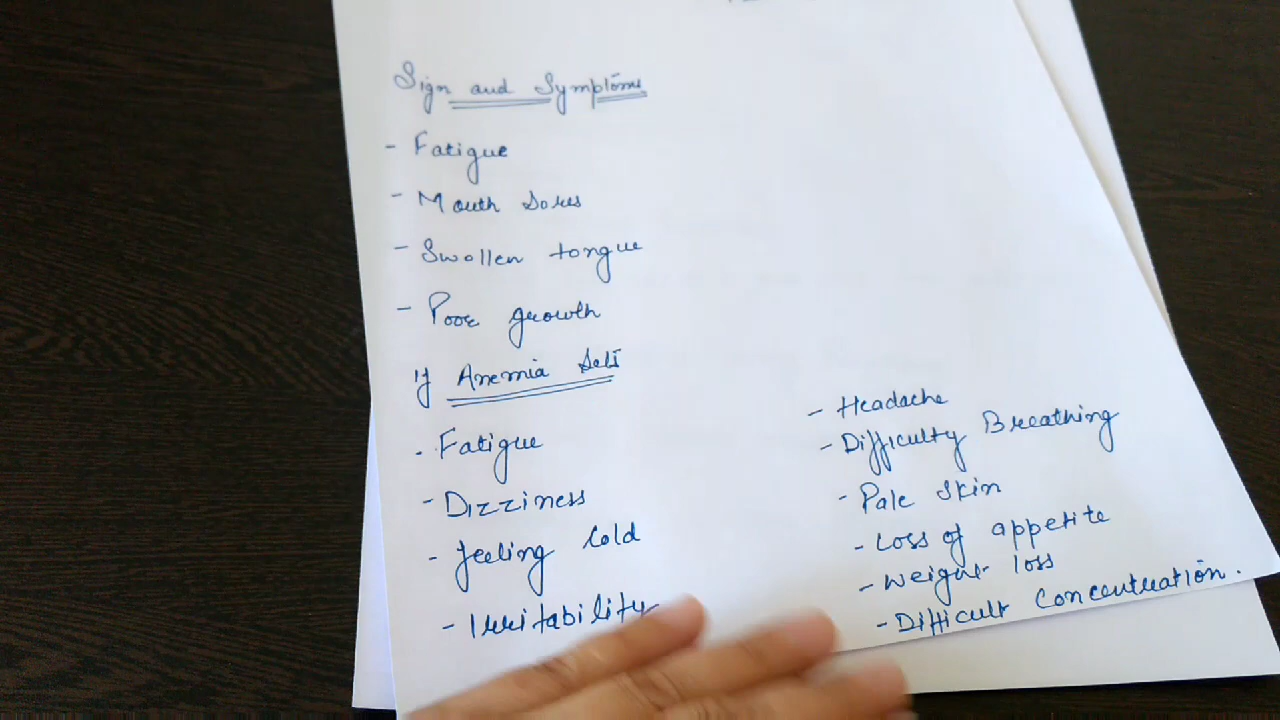 Sign and Symptoms
- Fatigue
- Mouth Sores
- Swollen tongue
- Poor growth
If Anemia Sets
- Fatigue
- Dizziness
- feeling Cold
- Irritability
- Headache
- Difficulty Breathing
- Pale Skin
- Loss of appetite
- Weight loss
- Difficult Concentration.